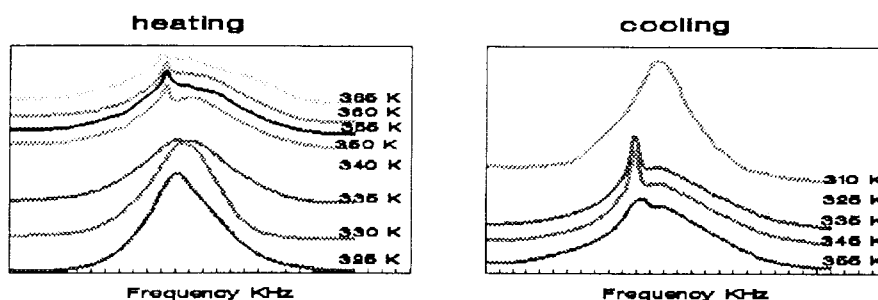 heating
365 K
360 K
355 K
350 K
340 K
335 K
330 K
325 K
Frequency KHz
cooling
310 K
325 K
335 K
345 K
355 K
Frequency KHz